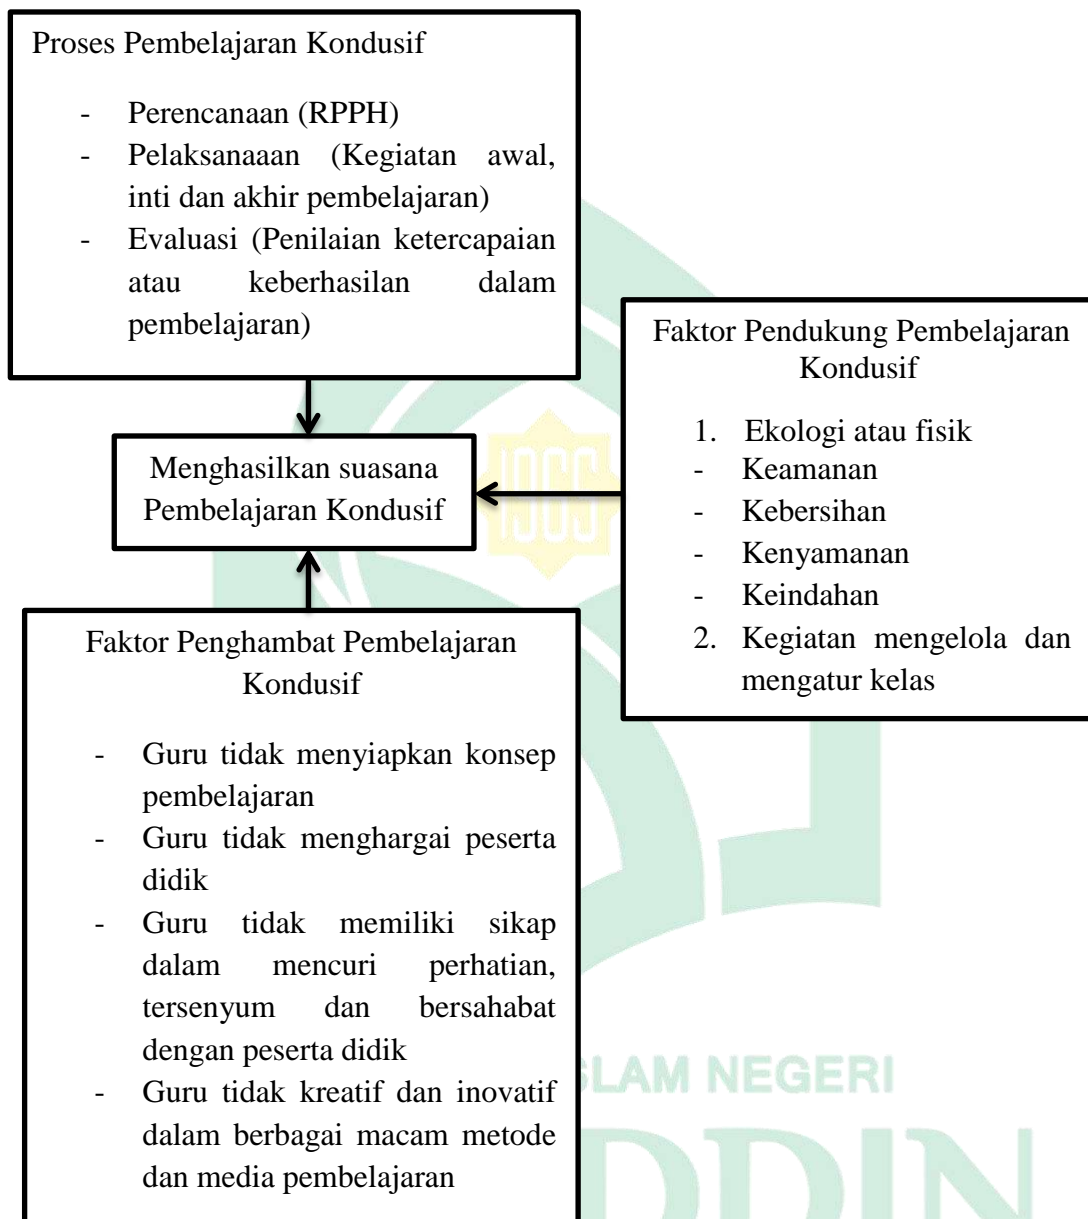 Proses Pembelajaran Kondusif
- Perencanaan (RPPH)
- Pelaksanaaan (Kegiatan awal,
inti dan akhir pembelajaran)
- Evaluasi (Penilaian ketercapaian
atau keberhasilan dalam
pembelajaran)
Menghasilkan suasana
Pembelajaran Kondusif
Faktor Pendukung Pembelajaran
Kondusif
1. Ekologi atau fisik
- Keamanan
- Kebersihan
- Kenyamanan
- Keindahan
2. Kegiatan mengelola dan
mengatur kelas
Faktor Penghambat Pembelajaran
Kondusif
- Guru tidak menyiapkan konsep
pembelajaran
- Guru tidak menghargai peserta
didik
- Guru tidak memiliki sikap
dalam mencuri perhatian,
tersenyum dan bersahabat
dengan peserta didik
- Guru tidak kreatif dan inovatif
dalam berbagai macam metode
dan media pembelajaran
SLAM NEGERI
DDIN